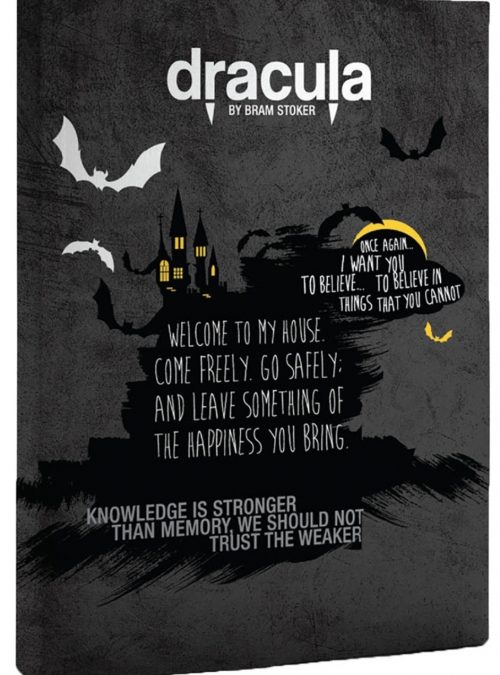 dracula
BY BRAM STOKER
ONCE AGAIN...
I WANT YOU
TO BELIEVE... TO BELIEVE IN
THINGS THAT YOU CANNOT
WELCOME TO MY HOUSE.
COME FREELY. GO SAFELY;
AND LEAVE SOMETHING OF
THE HAPPINESS YOU BRING.
KNOWLEDGE IS STRONGER
THAN MEMORY, WE SHOULD NOT
TRUST THE WEAKER